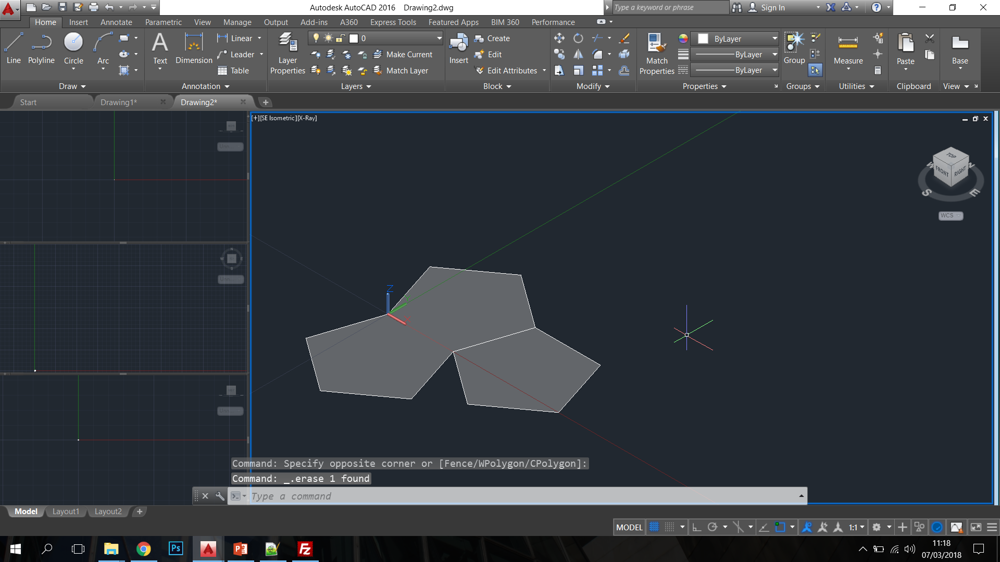 Autodesk AutoCAD 2016 Drawing2.dwg
Type a keyword or phrase
Sign In
Home Insert Annotate Parametric View Manage Output Add-ins A360 Express Tools Featured Apps BIM 360 Performance
Line Polyline Circle Arc
Text Dimension
Linear
Leader
Table
Layer Properties
0
Make Current
Match Layer
Insert
Create
Edit
Edit Attributes
Match Properties
ByLayer
ByLayer
ByLayer
Group
Measure
Paste
Base
Draw Annotation Layers Block Modify Properties Groups Utilities Clipboard View
Start Drawing1* Drawing2*
[+][SE Isometric][X-Ray]
TOP
FRONT RIGHT
W N
S E
WCS
N
W E
S
Z
Command: Specify opposite corner or [Fence/WPolygon/CPolygon]:
Command: _.erase 1 found
Type a command
Model Layout1 Layout2
MODEL 1:1
Ps
Fz
11:18
07/03/2018